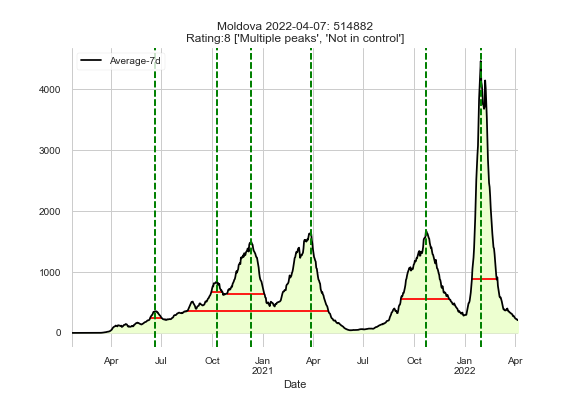 Moldova 2022-04-07: 514882
Rating:8 ['Multiple peaks', 'Not in control']
Average-7d
4000
3000
2000
1000
0
Apr Jul Oct Jan Apr Jul Oct Jan Apr
2021 2022
Date